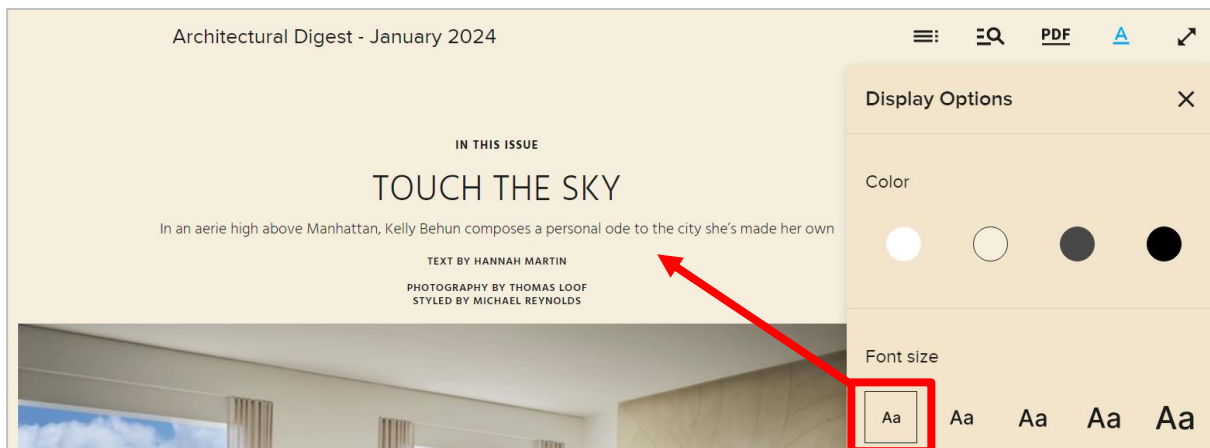 Architectural Digest - January 2024
PDF
A
Display Options
IN THIS ISSUE
TOUCH THE SKY
In an aerie high above Manhattan, Kelly Behun composes a personal ode to the city she’s made her own
TEXT BY HANNAH MARTIN
PHOTOGRAPHY BY THOMAS LOOF
STYLED BY MICHAEL REYNOLDS
Color
Font size
Aa Aa Aa Aa Aa